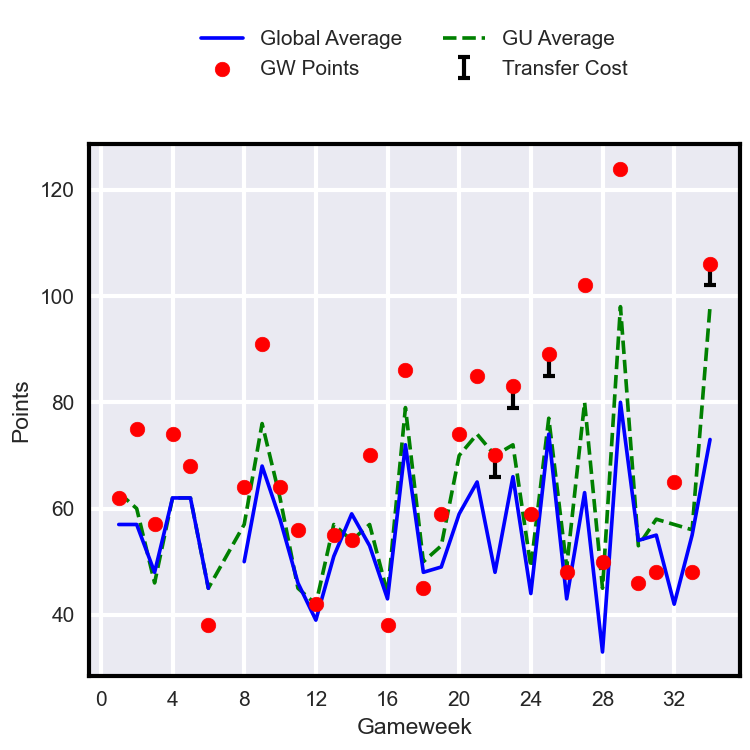 Global Average GU Average
GW Points Transfer Cost
120
100
80
60
40
Points
0 4 8 12 16 20 24 28 32
Gameweek